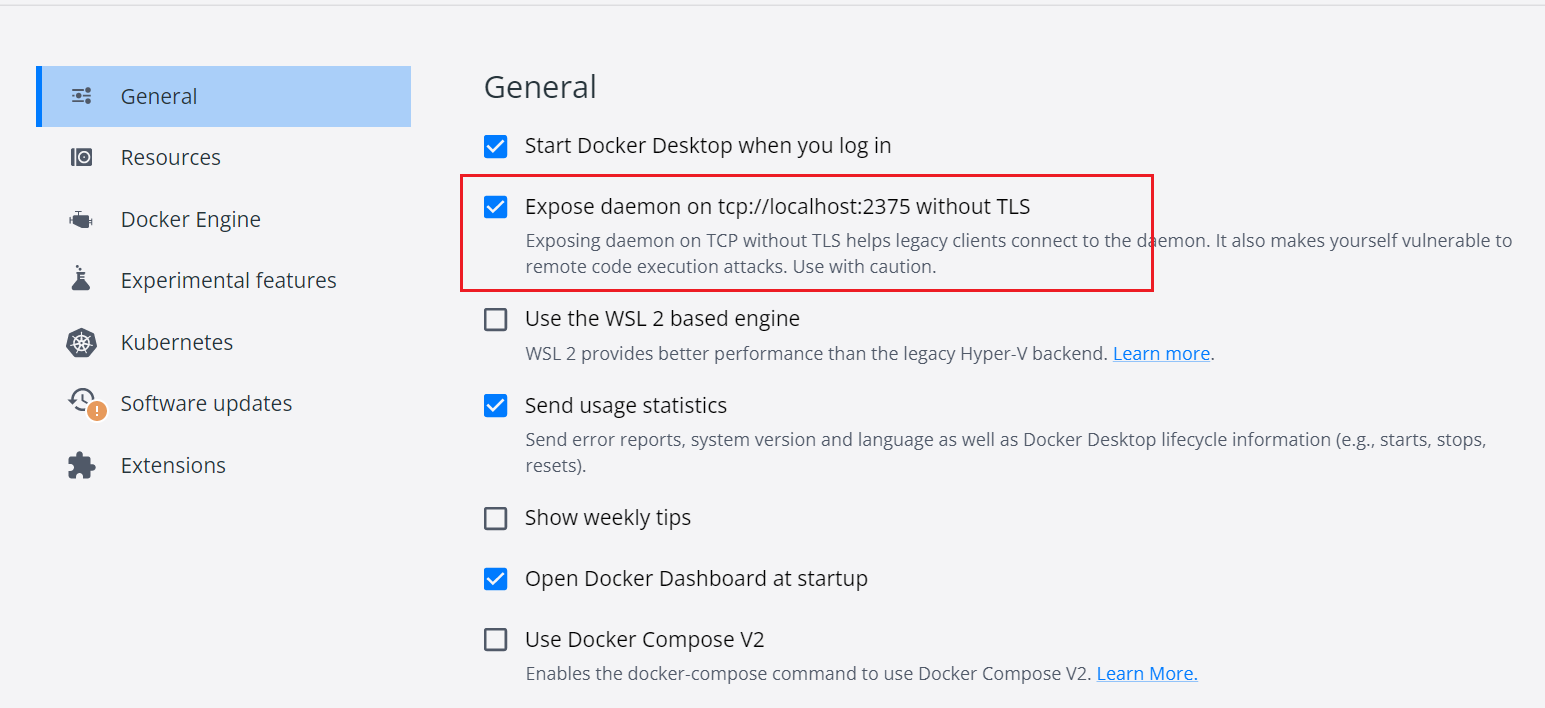 General
Resources
Docker Engine
Experimental features
Kubernetes
Software updates
Extensions
General
Start Docker Desktop when you log in
Expose daemon on tcp://localhost:2375 without TLS
Exposing daemon on TCP without TLS helps legacy clients connect to the daemon. It also makes yourself vulnerable to
remote code execution attacks. Use with caution.
Use the WSL 2 based engine
WSL 2 provides better performance than the legacy Hyper-V backend. Learn more.
Send usage statistics
Send error reports, system version and language as well as Docker Desktop lifecycle information (e.g., starts, stops,
resets).
Show weekly tips
Open Docker Dashboard at startup
Use Docker Compose V2
Enables the docker-compose command to use Docker Compose V2. Learn More.